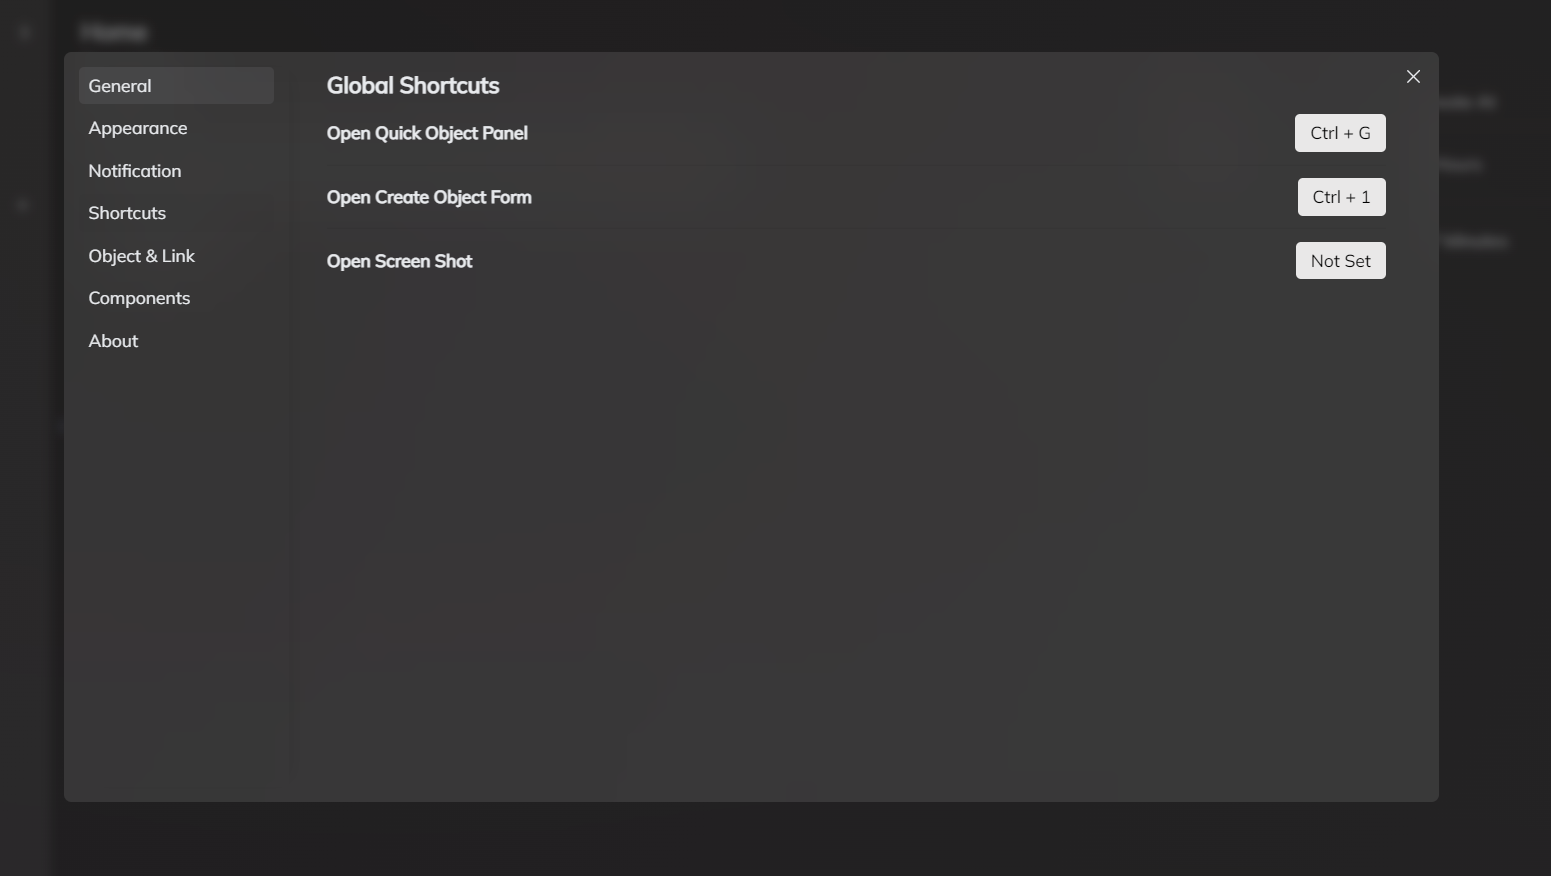 Home
General
Appearance
Notification
Shortcuts
Object & Link
Components
About
Global Shortcuts
Open Quick Object Panel
Ctrl + G
Open Create Object Form
Ctrl + 1
Open Screen Shot
Not Set